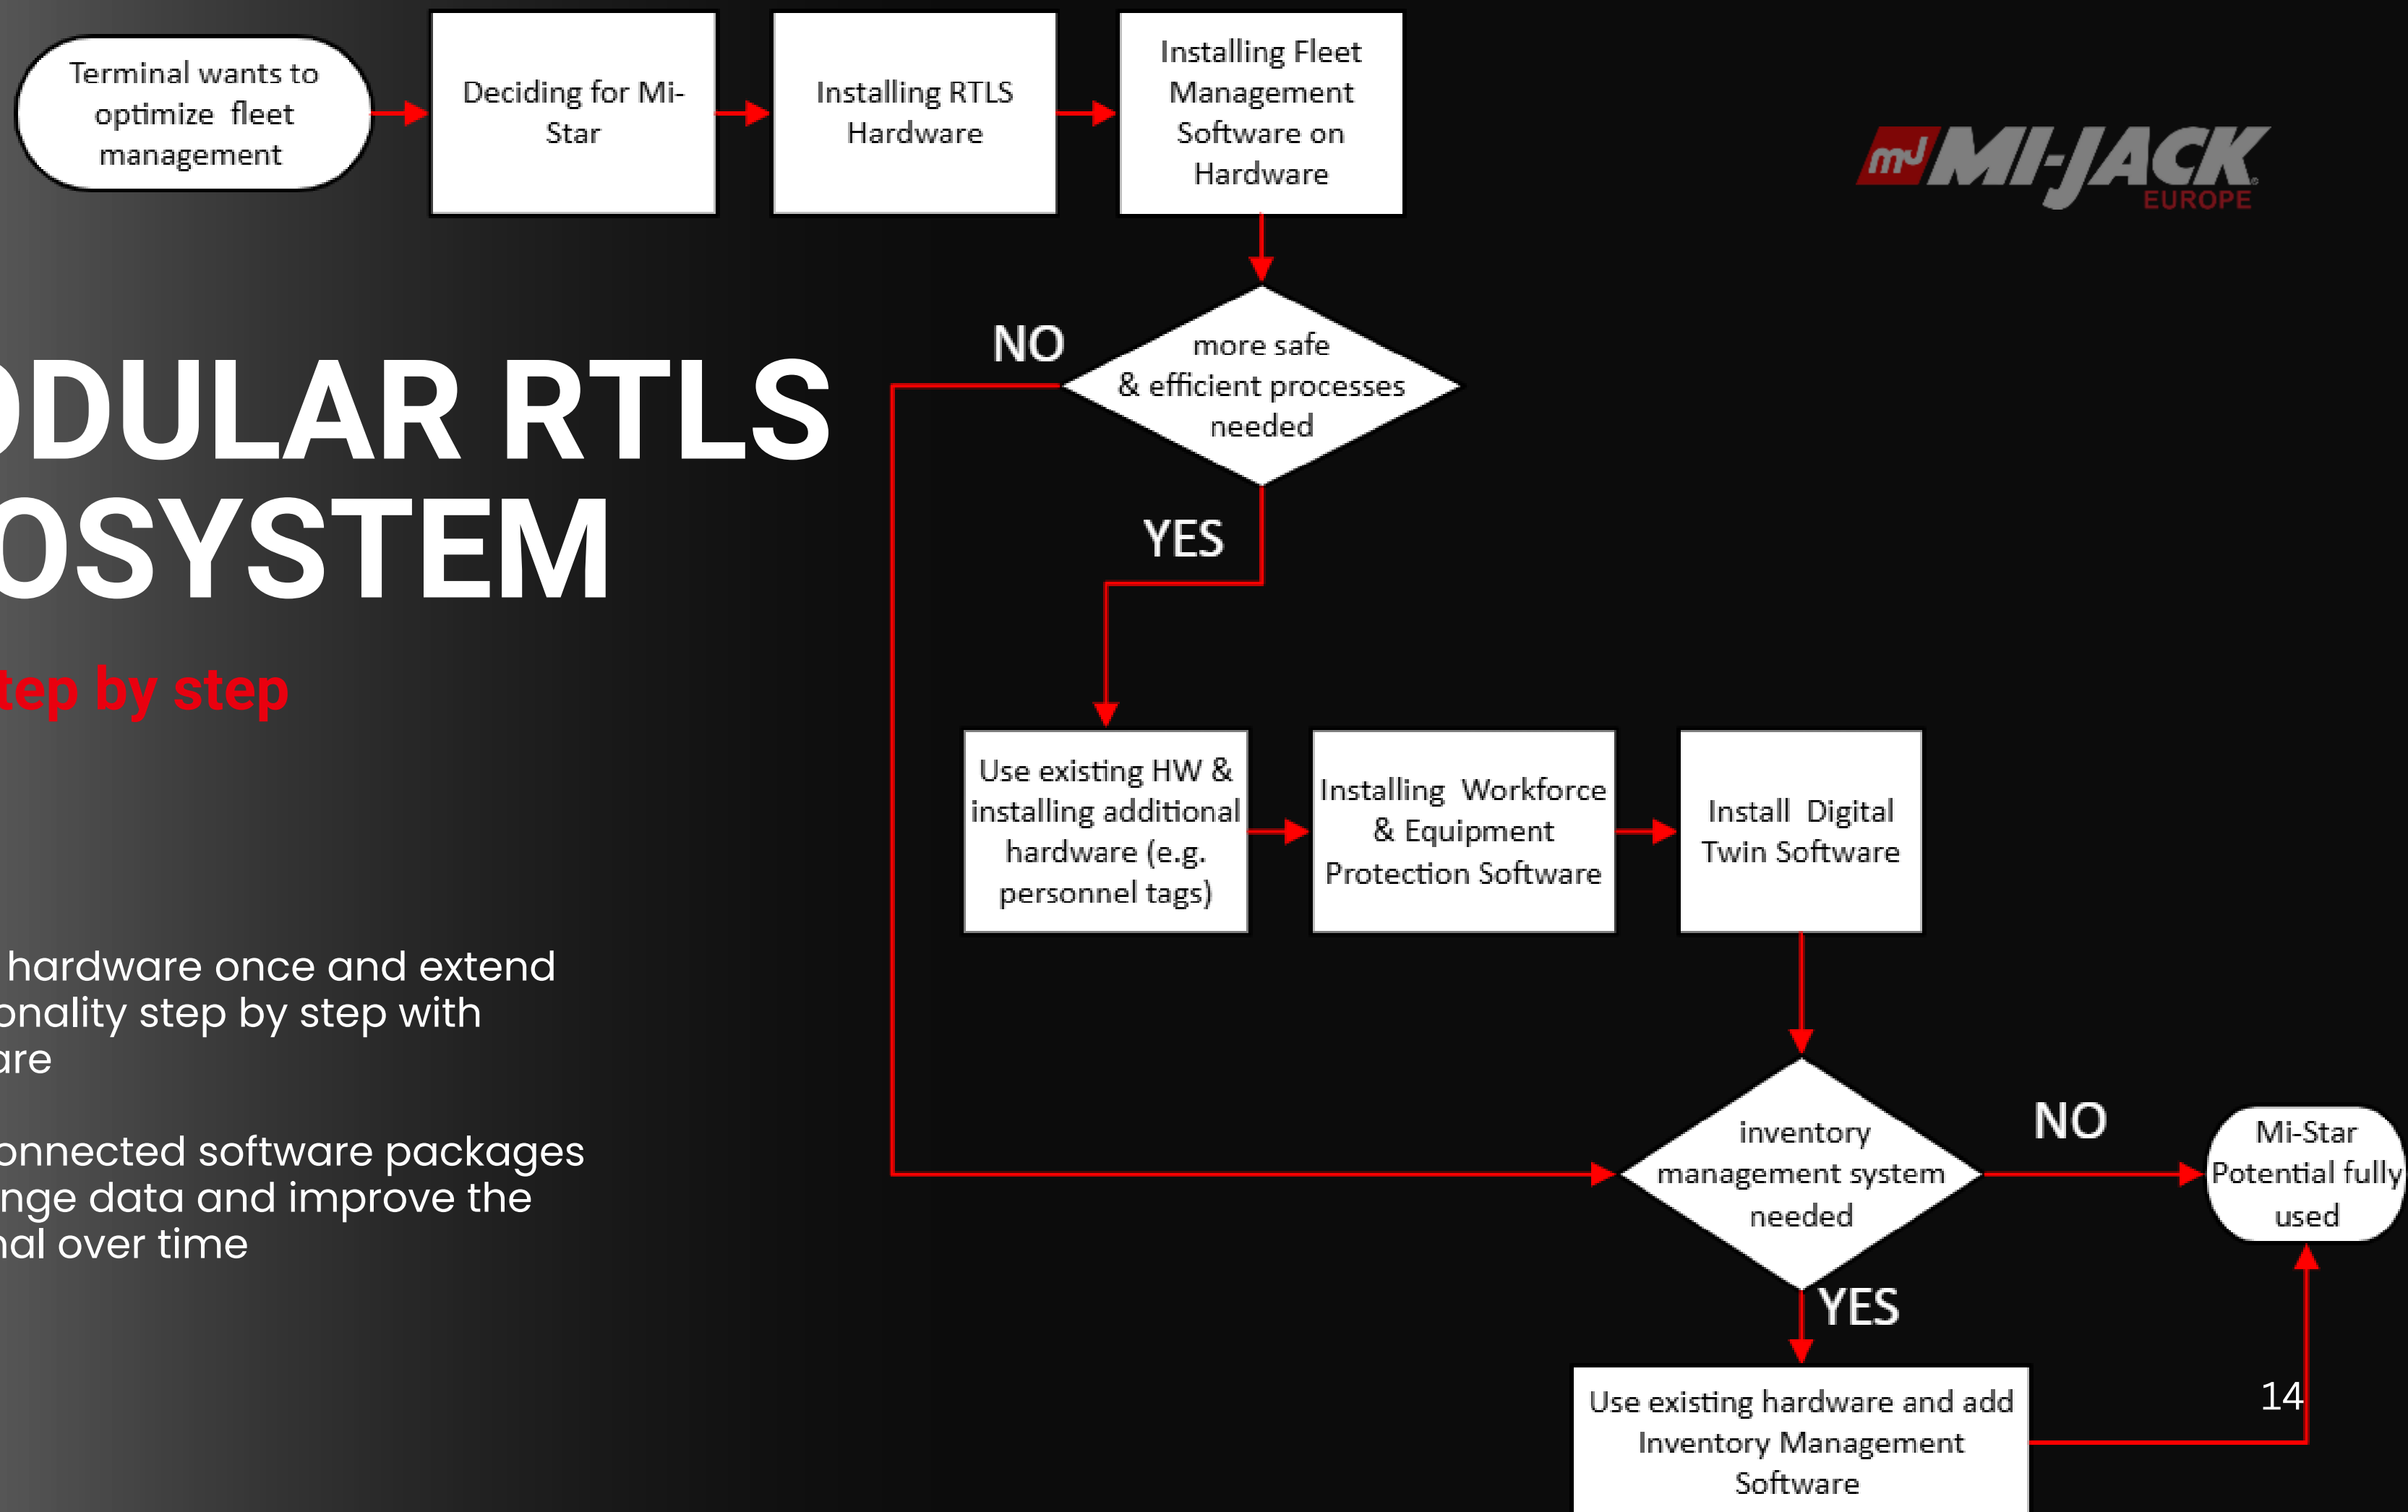 Terminal wants to
optimize fleet
management
Deciding for Mi-
Star
Installing RTLS
Hardware
Installing Fleet
Management
Software on
Hardware
mJ MI-JACK
EUROPE
more safe
& efficient processes
needed
NO
YES
ODULAR RTLS
OSYSTEM
tep by step
hardware once and extend
onality step by step with
are
onnected software packages
nge data and improve the
nal over time
Use existing HW &
installing additional
hardware (e.g.
personnel tags)
Installing Workforce
& Equipment
Protection Software
Install Digital
Twin Software
inventory
management system
needed
NO
YES
Mi-Star
Potential fully
used
Use existing hardware and add
Inventory Management
Software
14